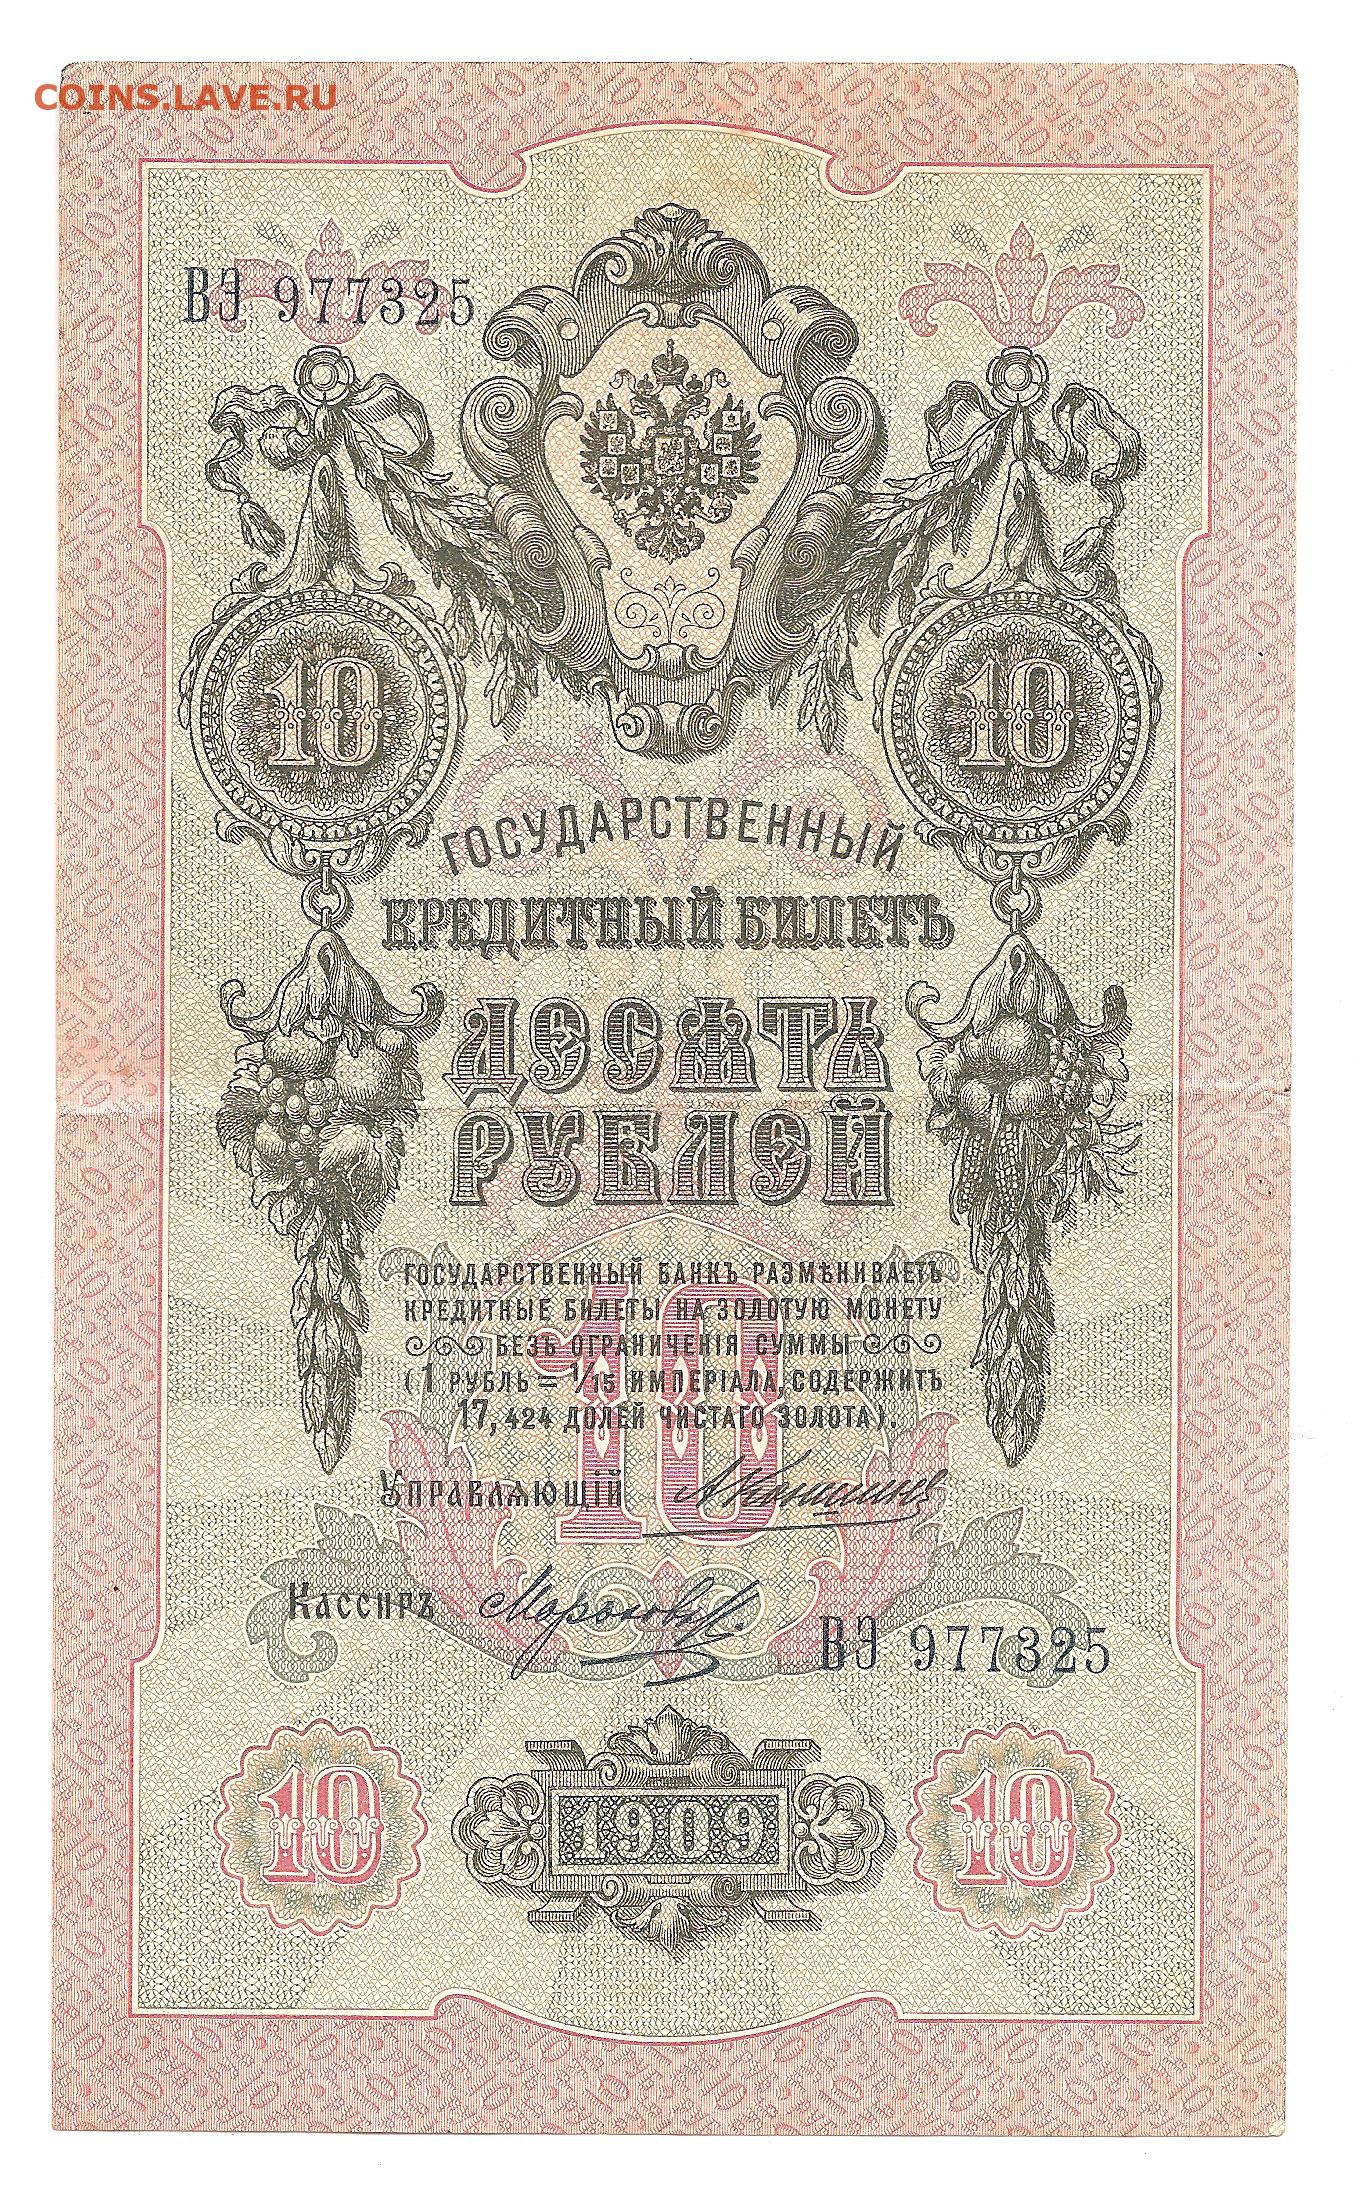 COINS.LAVE.RU
ВЭ 977325
10 10
ГОСУДАРСТВЕННЫЙ
КРЕДИТНЫЙ БИЛЕТЪ
ДЕСЯТЬ
РУБЛЕЙ
10
ГОСУДАРСТВЕННЫЙ БАНКЪ РАЗМѢНИВАЕТЪ
КРЕДИТНЫЕ БИЛЕТЫ НА ЗОЛОТУЮ МОНЕТУ
БЕЗЪ ОГРАНИЧЕНІЯ СУММЫ
(1 РУБЛЬ = 1/15 ИМПЕРІАЛА, СОДЕРЖИТЪ
17,424 ДОЛЕЙ ЧИСТАГО ЗОЛОТА).
УПРАВЛЯЮЩІЙ
Кассиръ
ВЭ 977325
10 1909 10